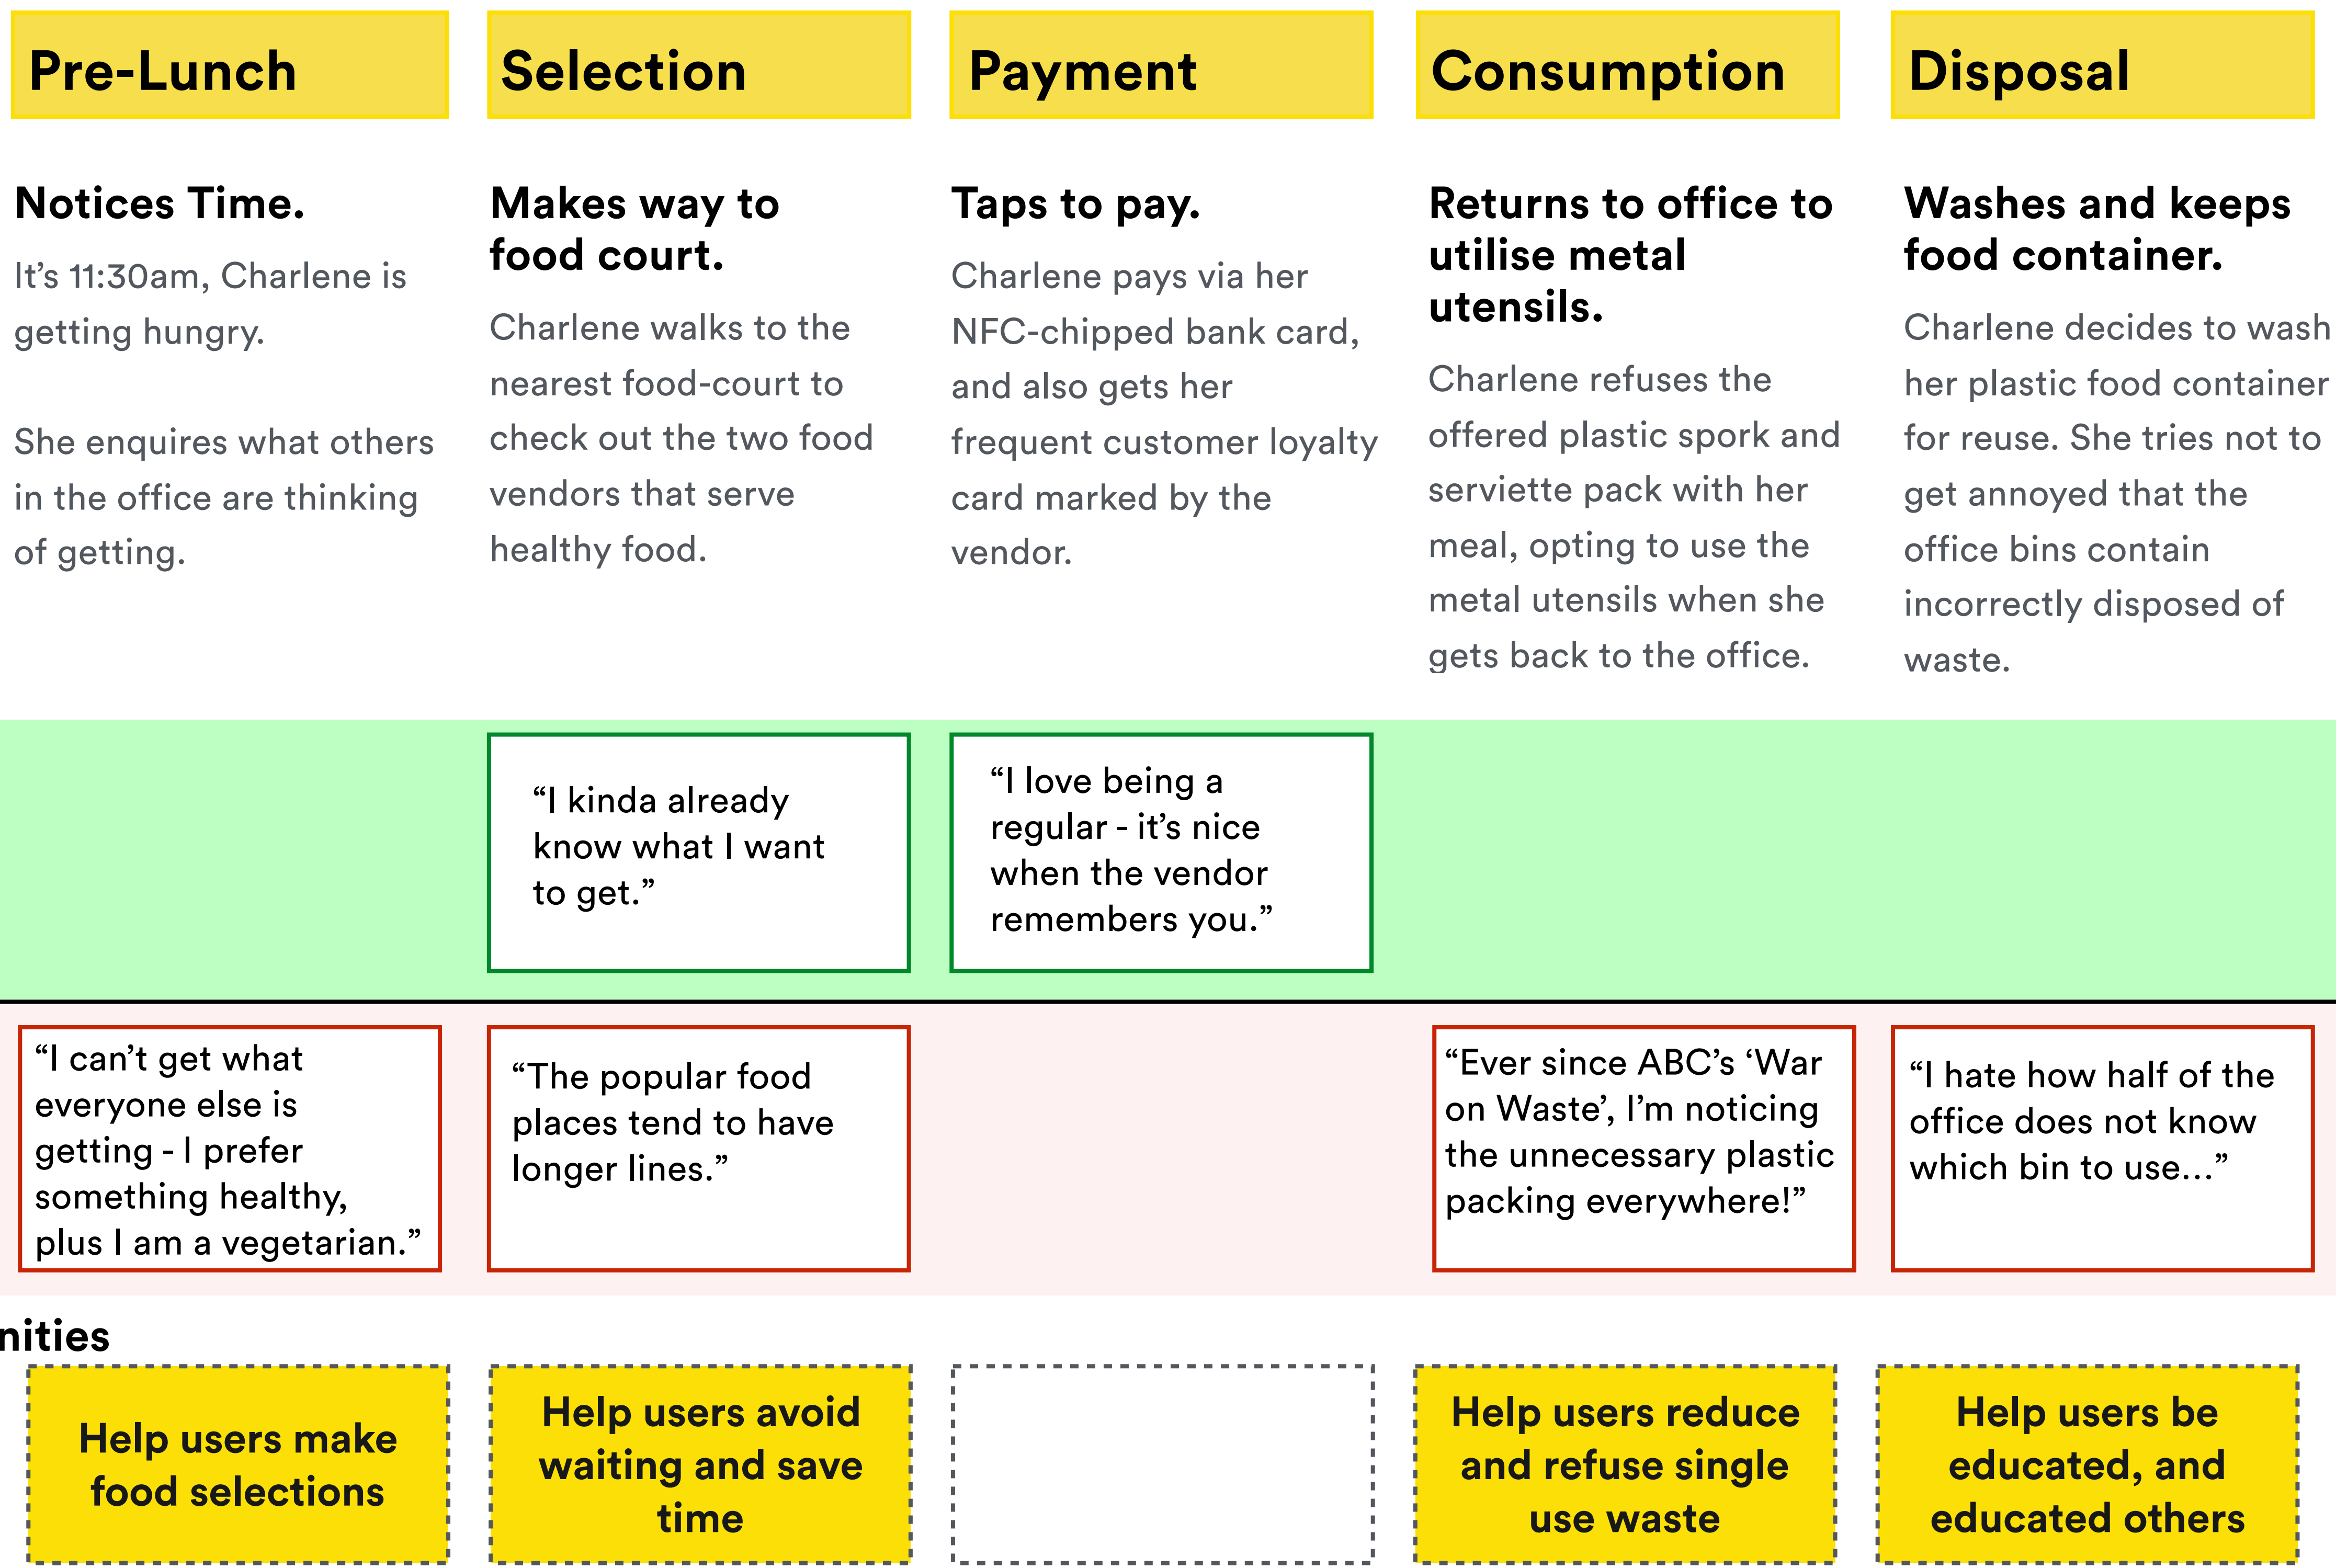 Pre-Lunch
Selection
Payment
Consumption
Disposal
Notices Time.
It’s 11:30am, Charlene is
getting hungry.
She enquires what others
in the office are thinking
of getting.
Makes way to
food court.
Charlene walks to the
nearest food-court to
check out the two food
vendors that serve
healthy food.
Taps to pay.
Charlene pays via her
NFC-chipped bank card,
and also gets her
frequent customer loyalty
card marked by the
vendor.
Returns to office to
utilise metal
utensils.
Charlene refuses the
offered plastic spork and
serviette pack with her
meal, opting to use the
metal utensils when she
gets back to the office.
Washes and keeps
food container.
Charlene decides to wash
her plastic food container
for reuse. She tries not to
get annoyed that the
office bins contain
incorrectly disposed of
waste.
“I kinda already
know what I want
to get.”
“I love being a
regular - it’s nice
when the vendor
remembers you.”
“I can’t get what
everyone else is
getting - I prefer
something healthy,
plus I am a vegetarian.”
“The popular food
places tend to have
longer lines.”
“Ever since ABC’s ‘War
on Waste’, I’m noticing
the unnecessary plastic
packing everywhere!”
“I hate how half of the
office does not know
which bin to use...”
nities
Help users make
food selections
Help users avoid
waiting and save
time
Help users reduce
and refuse single
use waste
Help users be
educated, and
educated others